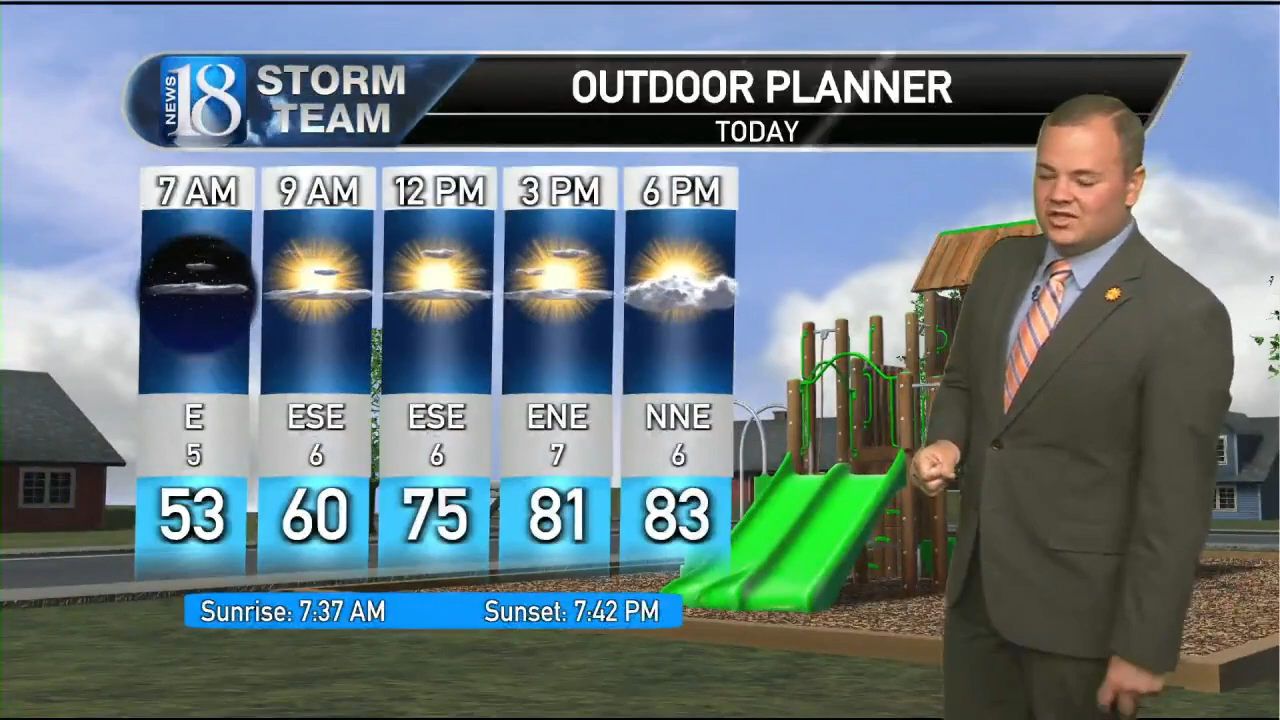 NEWS 18 STORM TEAM
OUTDOOR PLANNER
TODAY
7 AM 9 AM 12 PM 3 PM 6 PM
E ESE ESE ENE NNE
5 6 6 7 6
53 60 75 81 83
Sunrise: 7:37 AM Sunset: 7:42 PM